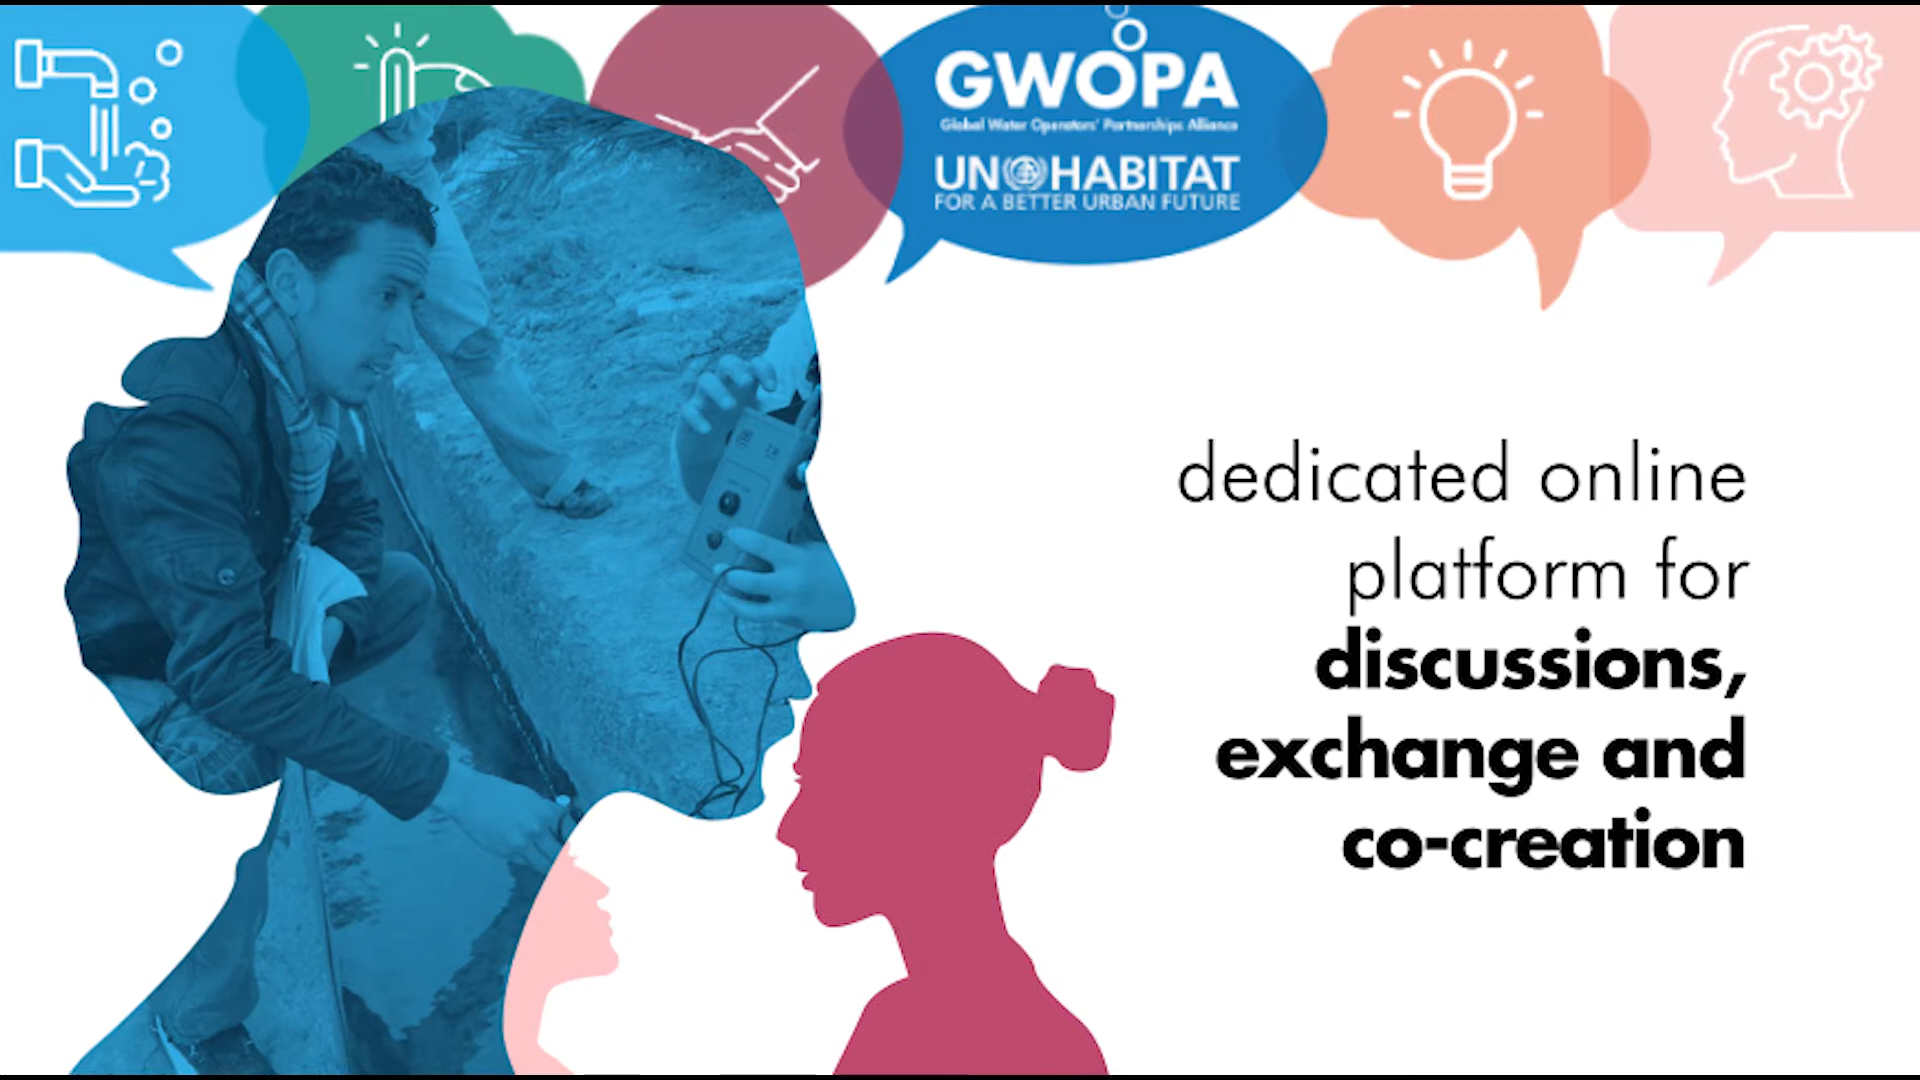 GWOPA
Global Water Operators' Partnerships Alliance
UN HABITAT
FOR A BETTER URBAN FUTURE
dedicated online
platform for
discussions,
exchange and
co-creation